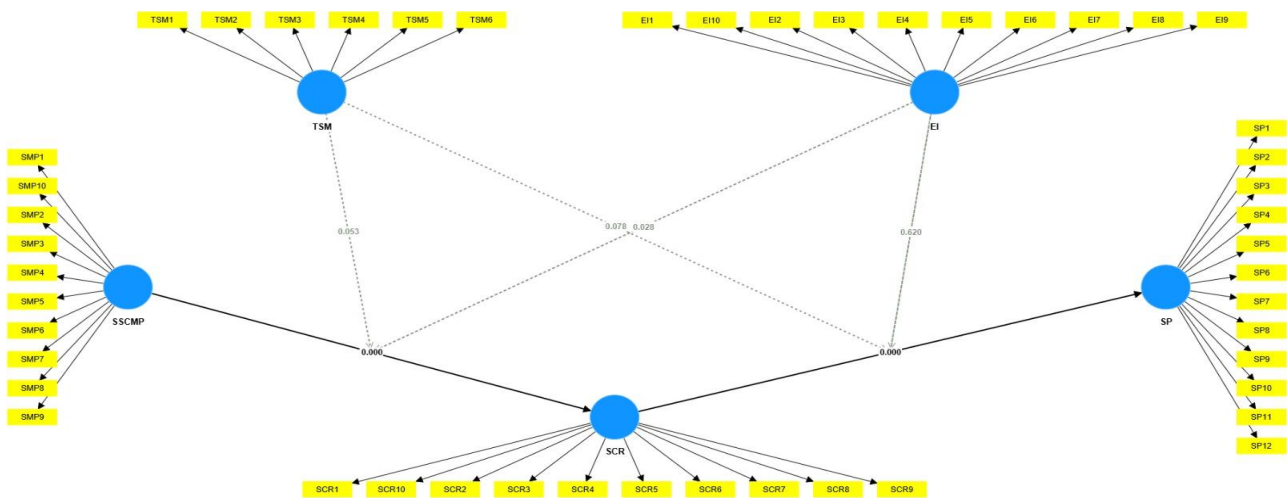 TSM1 TSM2 TSM3 TSM4 TSM5 TSM6
EI1 EI10 EI2 EI3 EI4 EI5 EI6 EI7 EI8 EI9
TSM
EI
SMP1
SMP10
SMP2
SMP3
SMP4
SMP5
SMP6
SMP7
SMP8
SMP9
SSCMP
0.053
0.078
0.028
0.620
0.000
0.000
SP1
SP2
SP3
SP4
SP5
SP6
SP7
SP8
SP9
SP10
SP11
SP12
SP
SCR
SCR1 SCR10 SCR2 SCR3 SCR4 SCR5 SCR6 SCR7 SCR8 SCR9